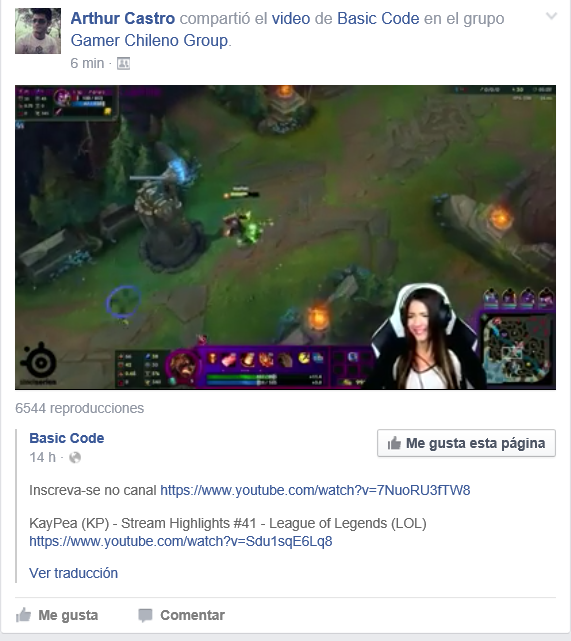 Arthur Castro compartió el video de Basic Code en el grupo
Gamer Chileno Group.
6 min ·
6544 reproducciones
Basic Code
14 h ·
Me gusta esta página
Inscreva-se no canal https://www.youtube.com/watch?v=7NuoRU3fTW8
KayPea (KP) - Stream Highlights #41 - League of Legends (LOL)
https://www.youtube.com/watch?v=Sdu1sqE6Lq8
Ver traducción
Me gusta
Comentar